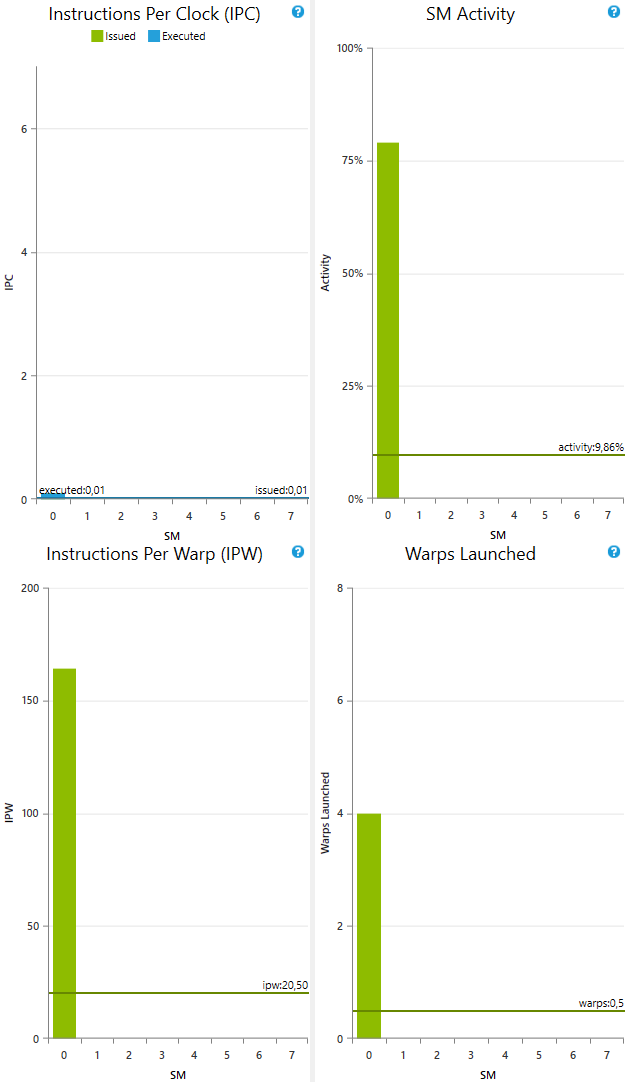 Instructions Per Clock (IPC)
?
Issued
Executed
6
4
2
0
IPC
executed:0,01
issued:0,01
0 1 2 3 4 5 6 7
SM
SM Activity
?
100%
75%
50%
25%
0%
Activity
activity:9,86%
0 1 2 3 4 5 6 7
SM
Instructions Per Warp (IPW)
?
200
150
100
50
0
IPW
ipw:20,50
0 1 2 3 4 5 6 7
SM
Warps Launched
?
8
6
4
2
0
Warps Launched
warps:0,5
0 1 2 3 4 5 6 7
SM